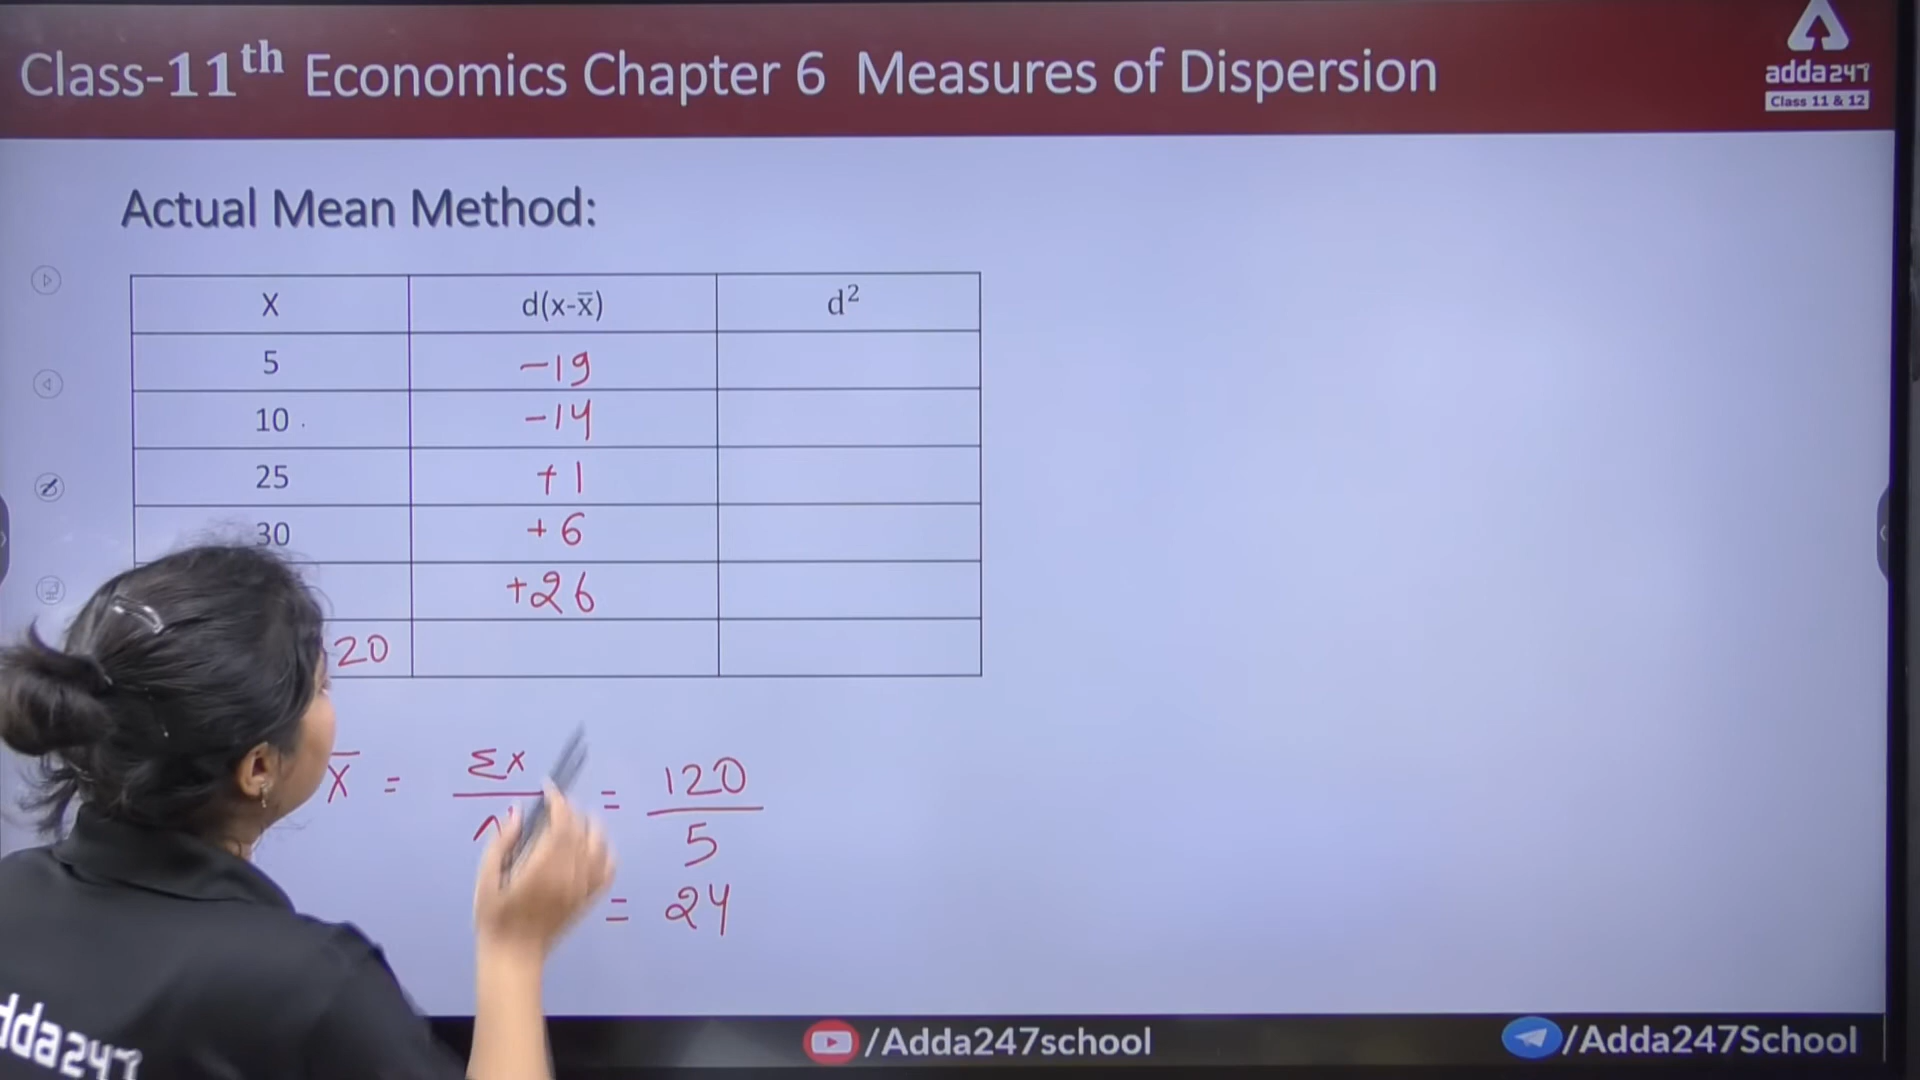 Class-11th Economics Chapter 6 Measures of Dispersion
adda247
Class 11 & 12
Actual Mean Method:
X d(x-x̄) d²
5 -19
10 -14
25 +1
30 +6
+26
20
X̄ = Σx = 120
5
= 24
adda247
/Adda247school
/Adda247School